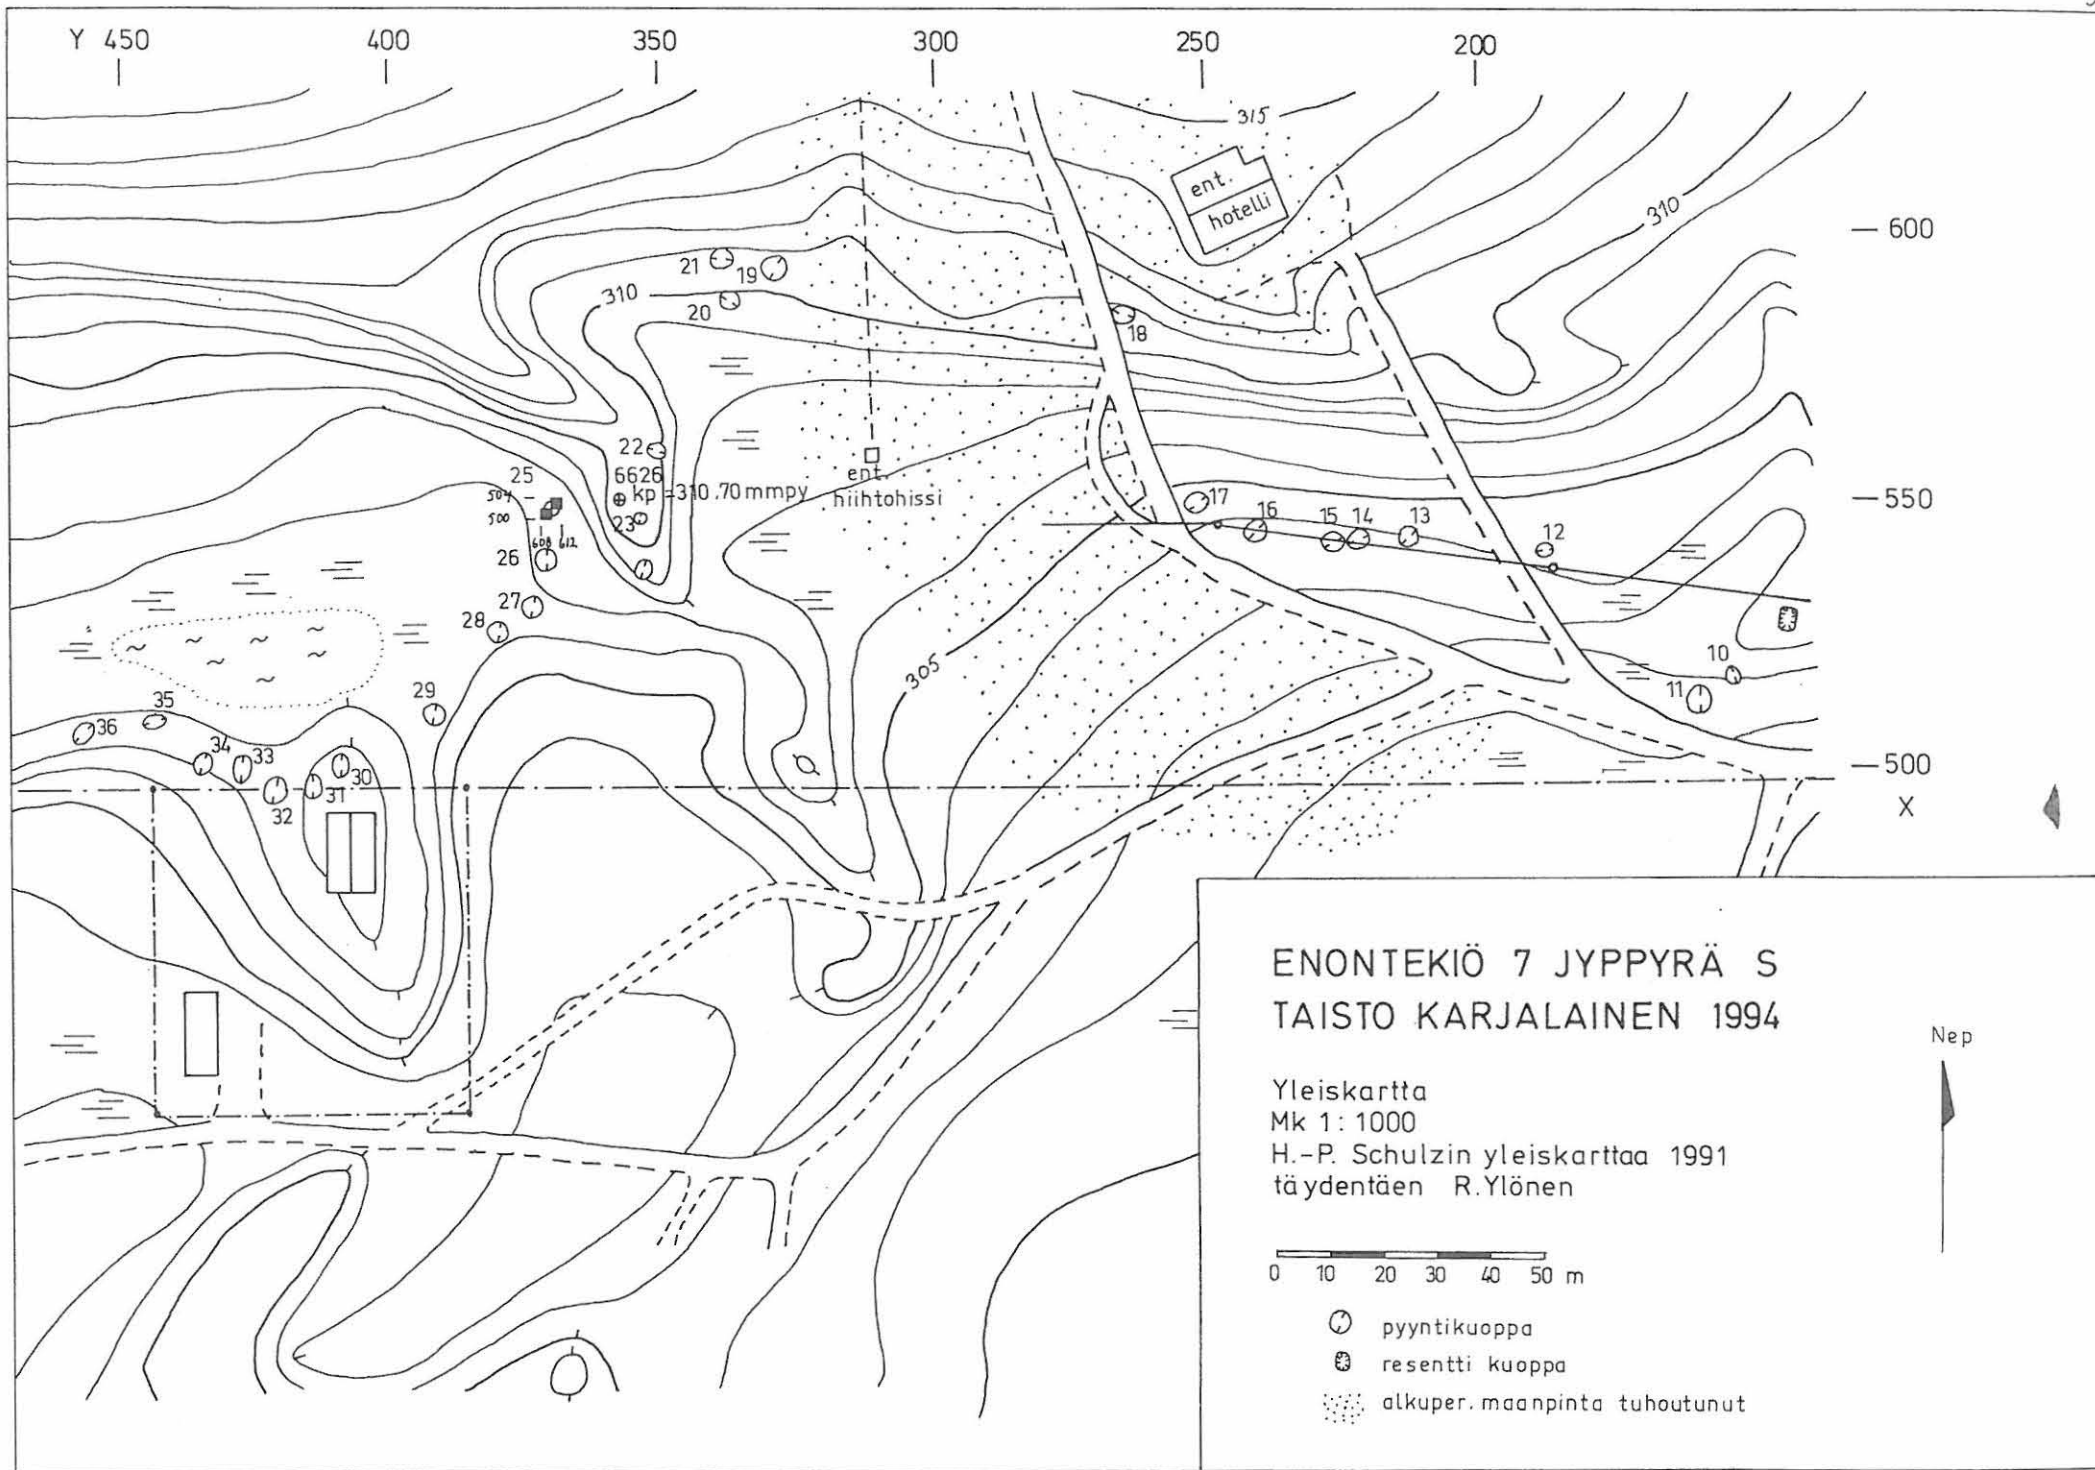 Y 450 400 350 300 250 200
315
ent.
hotelli
310
600
21 19
310
20
18
22
25
6626
504
kp =310.70 mmpy
ent.
hiihtohissi
550
500
23
608 612
17 16 15 14 13
12
26
27
28
305
10
11
29
35
36
34 33
30
31
32
500
X
ENONTEKIÖ 7 JYPPYRÄ S
TAISTO KARJALAINEN 1994
Nep
Yleiskartta
Mk 1: 1000
H.-P. Schulzin yleiskarttaa 1991
täydentäen R.Ylönen
0 10 20 30 40 50 m
pyyntikuoppa
resentti kuoppa
alkuper. maanpinta tuhoutunut